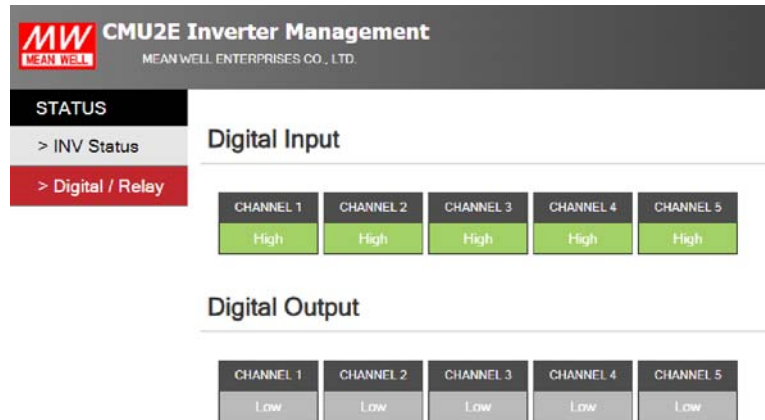 MW
MEAN WELL
CMU2E Inverter Management
MEAN WELL ENTERPRISES CO., LTD.
STATUS
> INV Status
> Digital / Relay
Digital Input
CHANNEL 1 CHANNEL 2 CHANNEL 3 CHANNEL 4 CHANNEL 5
High High High High High
Digital Output
CHANNEL 1 CHANNEL 2 CHANNEL 3 CHANNEL 4 CHANNEL 5
Low Low Low Low Low